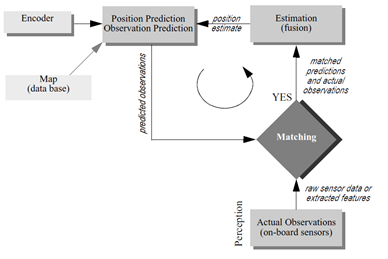 Encoder
Position Prediction
Observation Prediction
position
estimate
Estimation
(fusion)
Map
(data base)
predicted observations
matched
predictions
and actual
observations
YES
Matching
raw sensor data or
extracted features
Perception
Actual Observations
(on-board sensors)